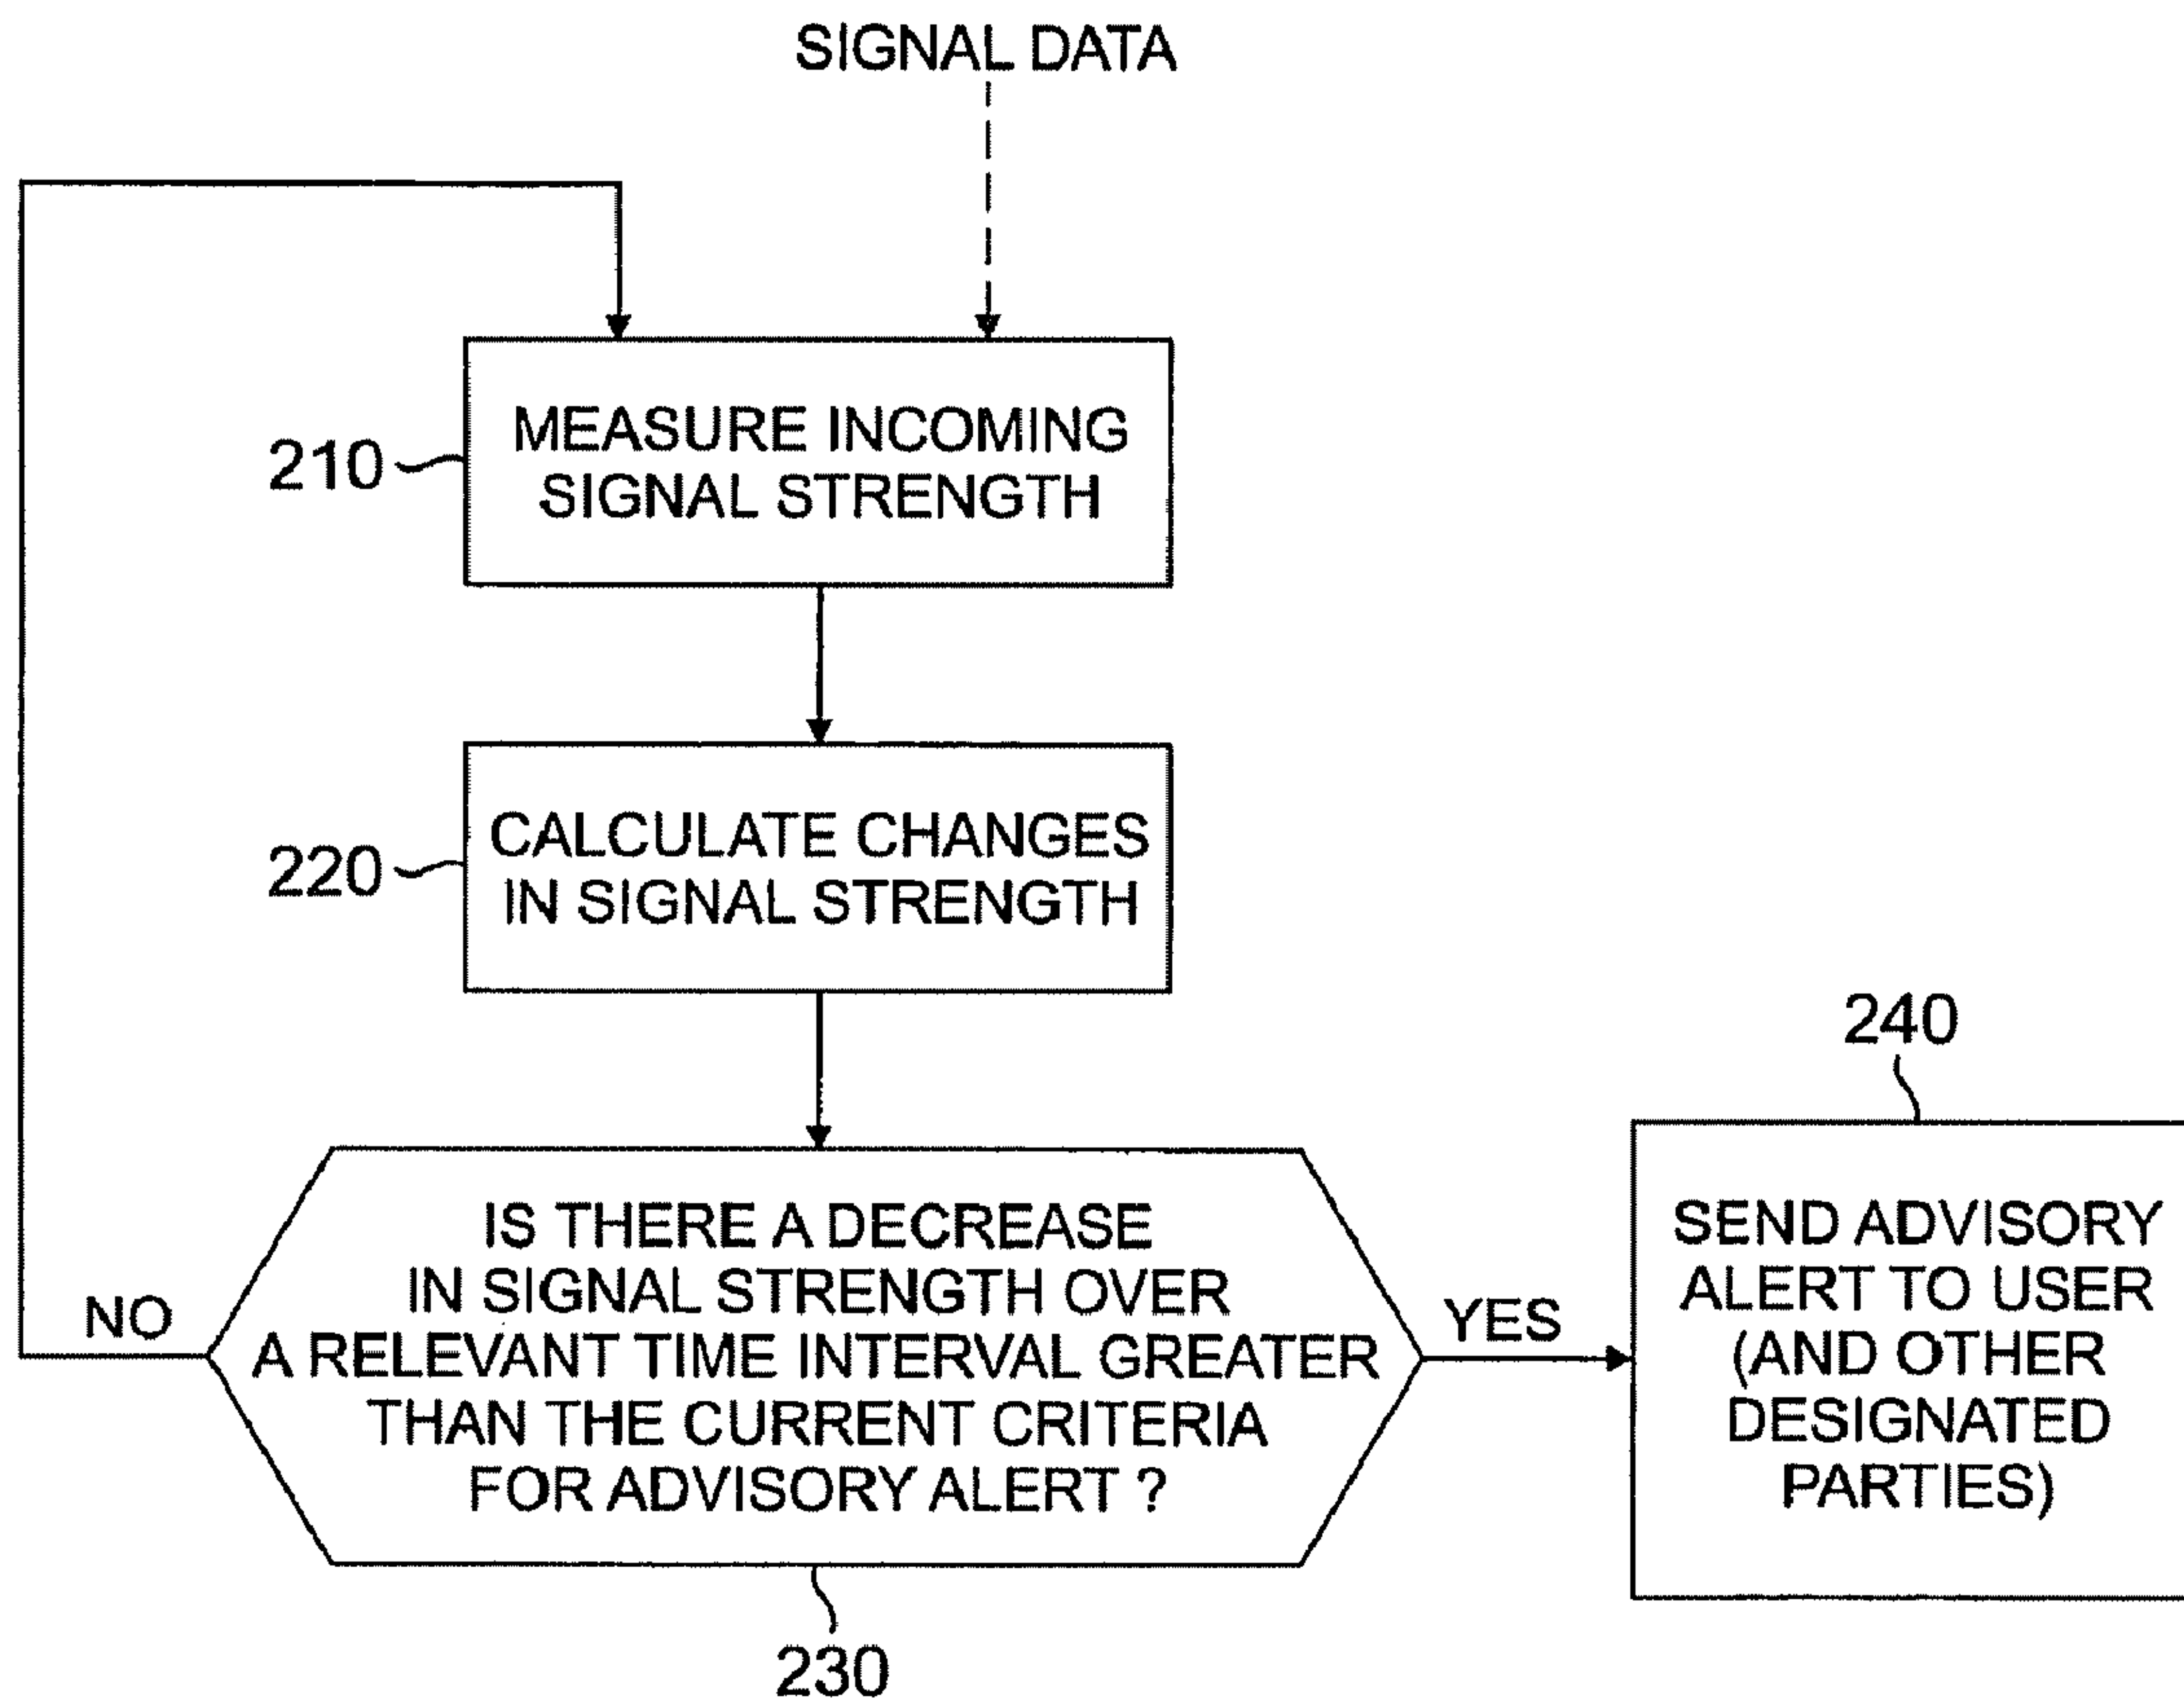 SIGNAL DATA
210
MEASURE INCOMING
SIGNAL STRENGTH
220
CALCULATE CHANGES
IN SIGNAL STRENGTH
IS THERE A DECREASE
IN SIGNAL STRENGTH OVER
A RELEVANT TIME INTERVAL GREATER
THAN THE CURRENT CRITERIA
FOR ADVISORY ALERT ?
230
NO
YES
240
SEND ADVISORY
ALERT TO USER
(AND OTHER
DESIGNATED
PARTIES)